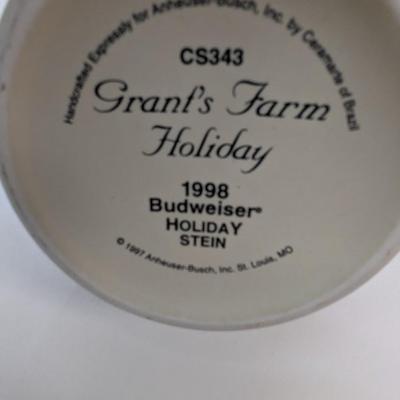 Handcrafted Expressly for Anheuser-Busch, Inc. by Ceramarte of Brazil
CS343
Grant's Farm
Holiday
1998
Budweiser®
HOLIDAY
STEIN
© 1997 Anheuser-Busch, Inc. St. Louis, MO